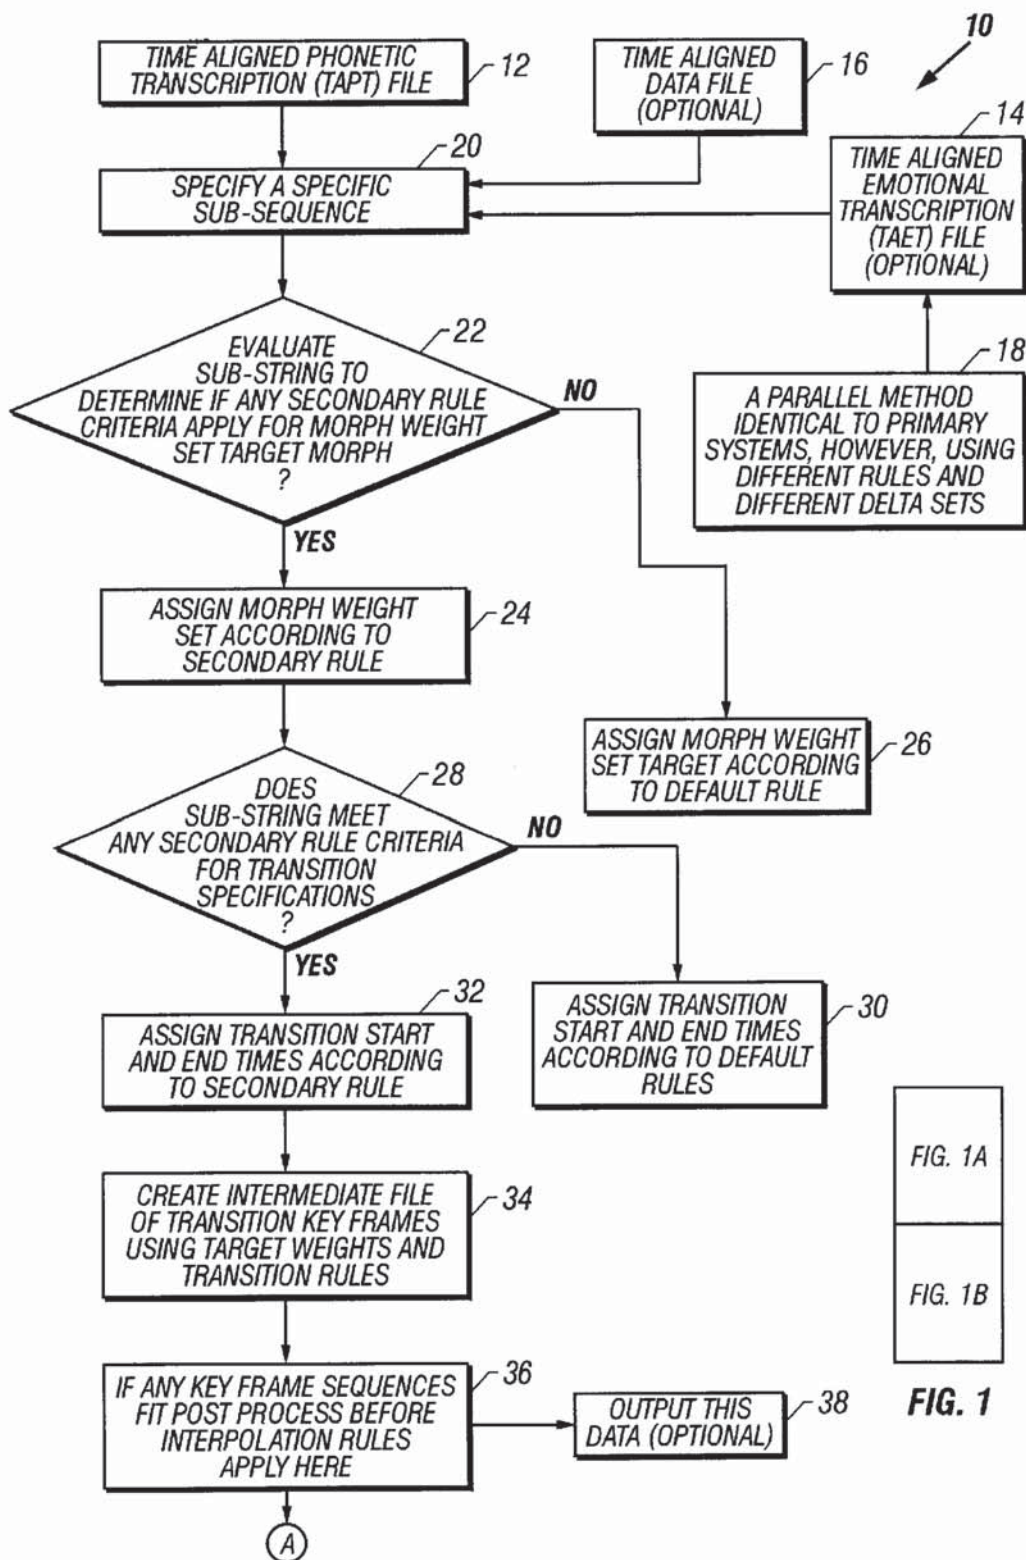 10
TIME ALIGNED PHONETIC
TRANSCRIPTION (TAPT) FILE
12
TIME ALIGNED
DATA FILE
(OPTIONAL)
16
14
TIME ALIGNED
EMOTIONAL
TRANSCRIPTION
(TAET) FILE
(OPTIONAL)
20
SPECIFY A SPECIFIC
SUB-SEQUENCE
22
EVALUATE
SUB-STRING TO
DETERMINE IF ANY SECONDARY RULE
CRITERIA APPLY FOR MORPH WEIGHT
SET TARGET MORPH
?
NO
YES
18
A PARALLEL METHOD
IDENTICAL TO PRIMARY
SYSTEMS, HOWEVER, USING
DIFFERENT RULES AND
DIFFERENT DELTA SETS
ASSIGN MORPH WEIGHT
SET ACCORDING TO
SECONDARY RULE
24
ASSIGN MORPH WEIGHT
SET TARGET ACCORDING
TO DEFAULT RULE
26
28
DOES
SUB-STRING MEET
ANY SECONDARY RULE CRITERIA
FOR TRANSITION
SPECIFICATIONS
?
NO
YES
32
ASSIGN TRANSITION START
AND END TIMES ACCORDING
TO SECONDARY RULE
ASSIGN TRANSITION
START AND END TIMES
ACCORDING TO DEFAULT
RULES
30
CREATE INTERMEDIATE FILE
OF TRANSITION KEY FRAMES
USING TARGET WEIGHTS AND
TRANSITION RULES
34
FIG. 1A
FIG. 1B
FIG. 1
IF ANY KEY FRAME SEQUENCES
FIT POST PROCESS BEFORE
INTERPOLATION RULES
APPLY HERE
36
OUTPUT THIS
DATA (OPTIONAL)
38
A